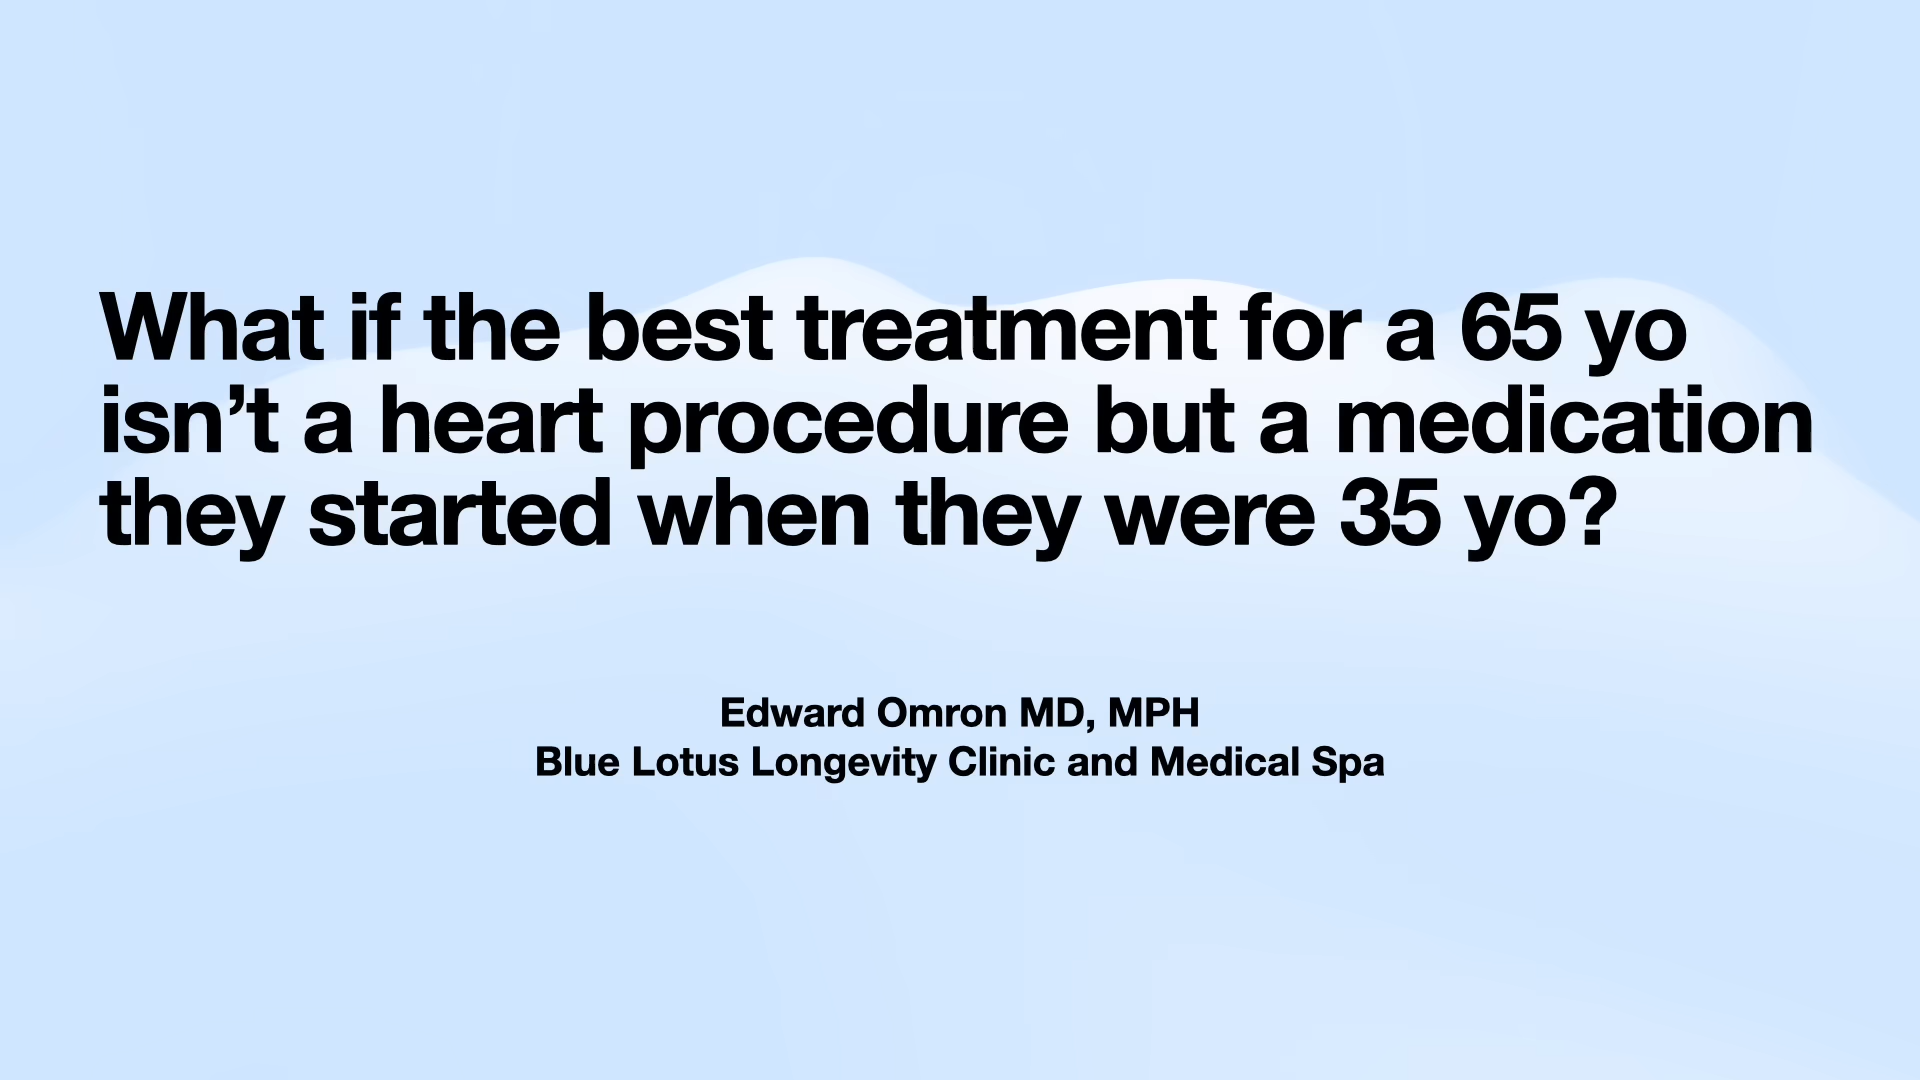 What if the best treatment for a 65 yo
isn’t a heart procedure but a medication
they started when they were 35 yo?
Edward Omron MD, MPH
Blue Lotus Longevity Clinic and Medical Spa